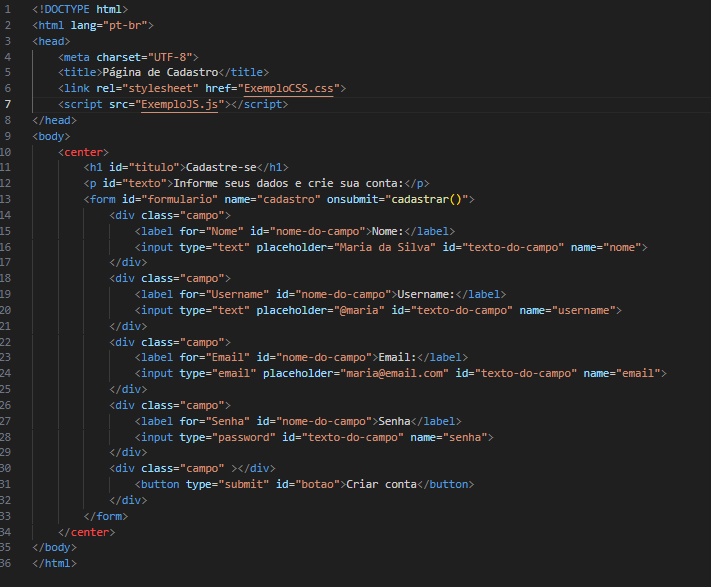 1 <!DOCTYPE html>
2 <html lang="pt-br">
3 <head>
4     <meta charset="UTF-8">
5     <title>Página de Cadastro</title>
6     <link rel="stylesheet" href="ExemploCSS.css">
7     <script src="ExemploJS.js"></script>
8 </head>
9 <body>
10     <center>
11         <h1 id="titulo">Cadastre-se</h1>
12         <p id="texto">Informe seus dados e crie sua conta:</p>
13         <form id="formulario" name="cadastro" onsubmit="cadastrar()">
14             <div class="campo">
15                 <label for="Nome" id="nome-do-campo">Nome:</label>
16                 <input type="text" placeholder="Maria da Silva" id="texto-do-campo" name="nome">
17             </div>
18             <div class="campo">
19                 <label for="Username" id="nome-do-campo">Username:</label>
20                 <input type="text" placeholder="@maria" id="texto-do-campo" name="username">
21             </div>
22             <div class="campo">
23                 <label for="Email" id="nome-do-campo">Email:</label>
24                 <input type="email" placeholder="maria@email.com" id="texto-do-campo" name="email">
25             </div>
26             <div class="campo">
27                 <label for="Senha" id="nome-do-campo">Senha</label>
28                 <input type="password" id="texto-do-campo" name="senha">
29             </div>
30             <div class="campo" ></div>
31                 <button type="submit" id="botao">Criar conta</button>
32             </div>
33         </form>
34     </center>
35 </body>
36 </html>